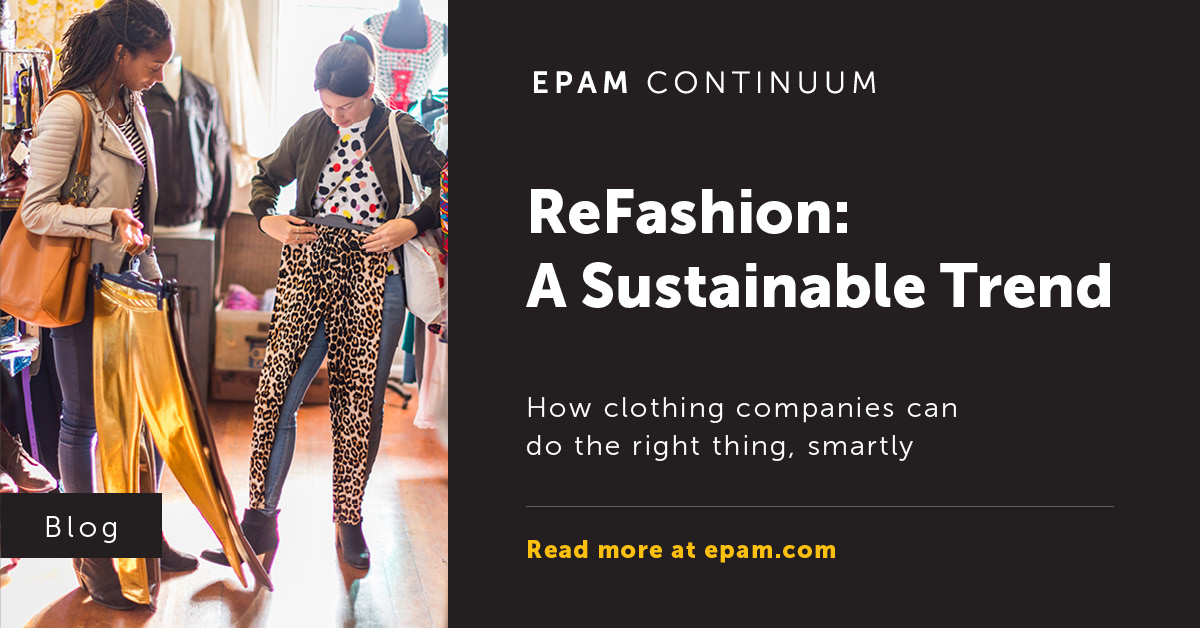 EPAM CONTINUUM
ReFashion:
A Sustainable Trend
How clothing companies can
do the right thing, smartly
Read more at epam.com
Blog